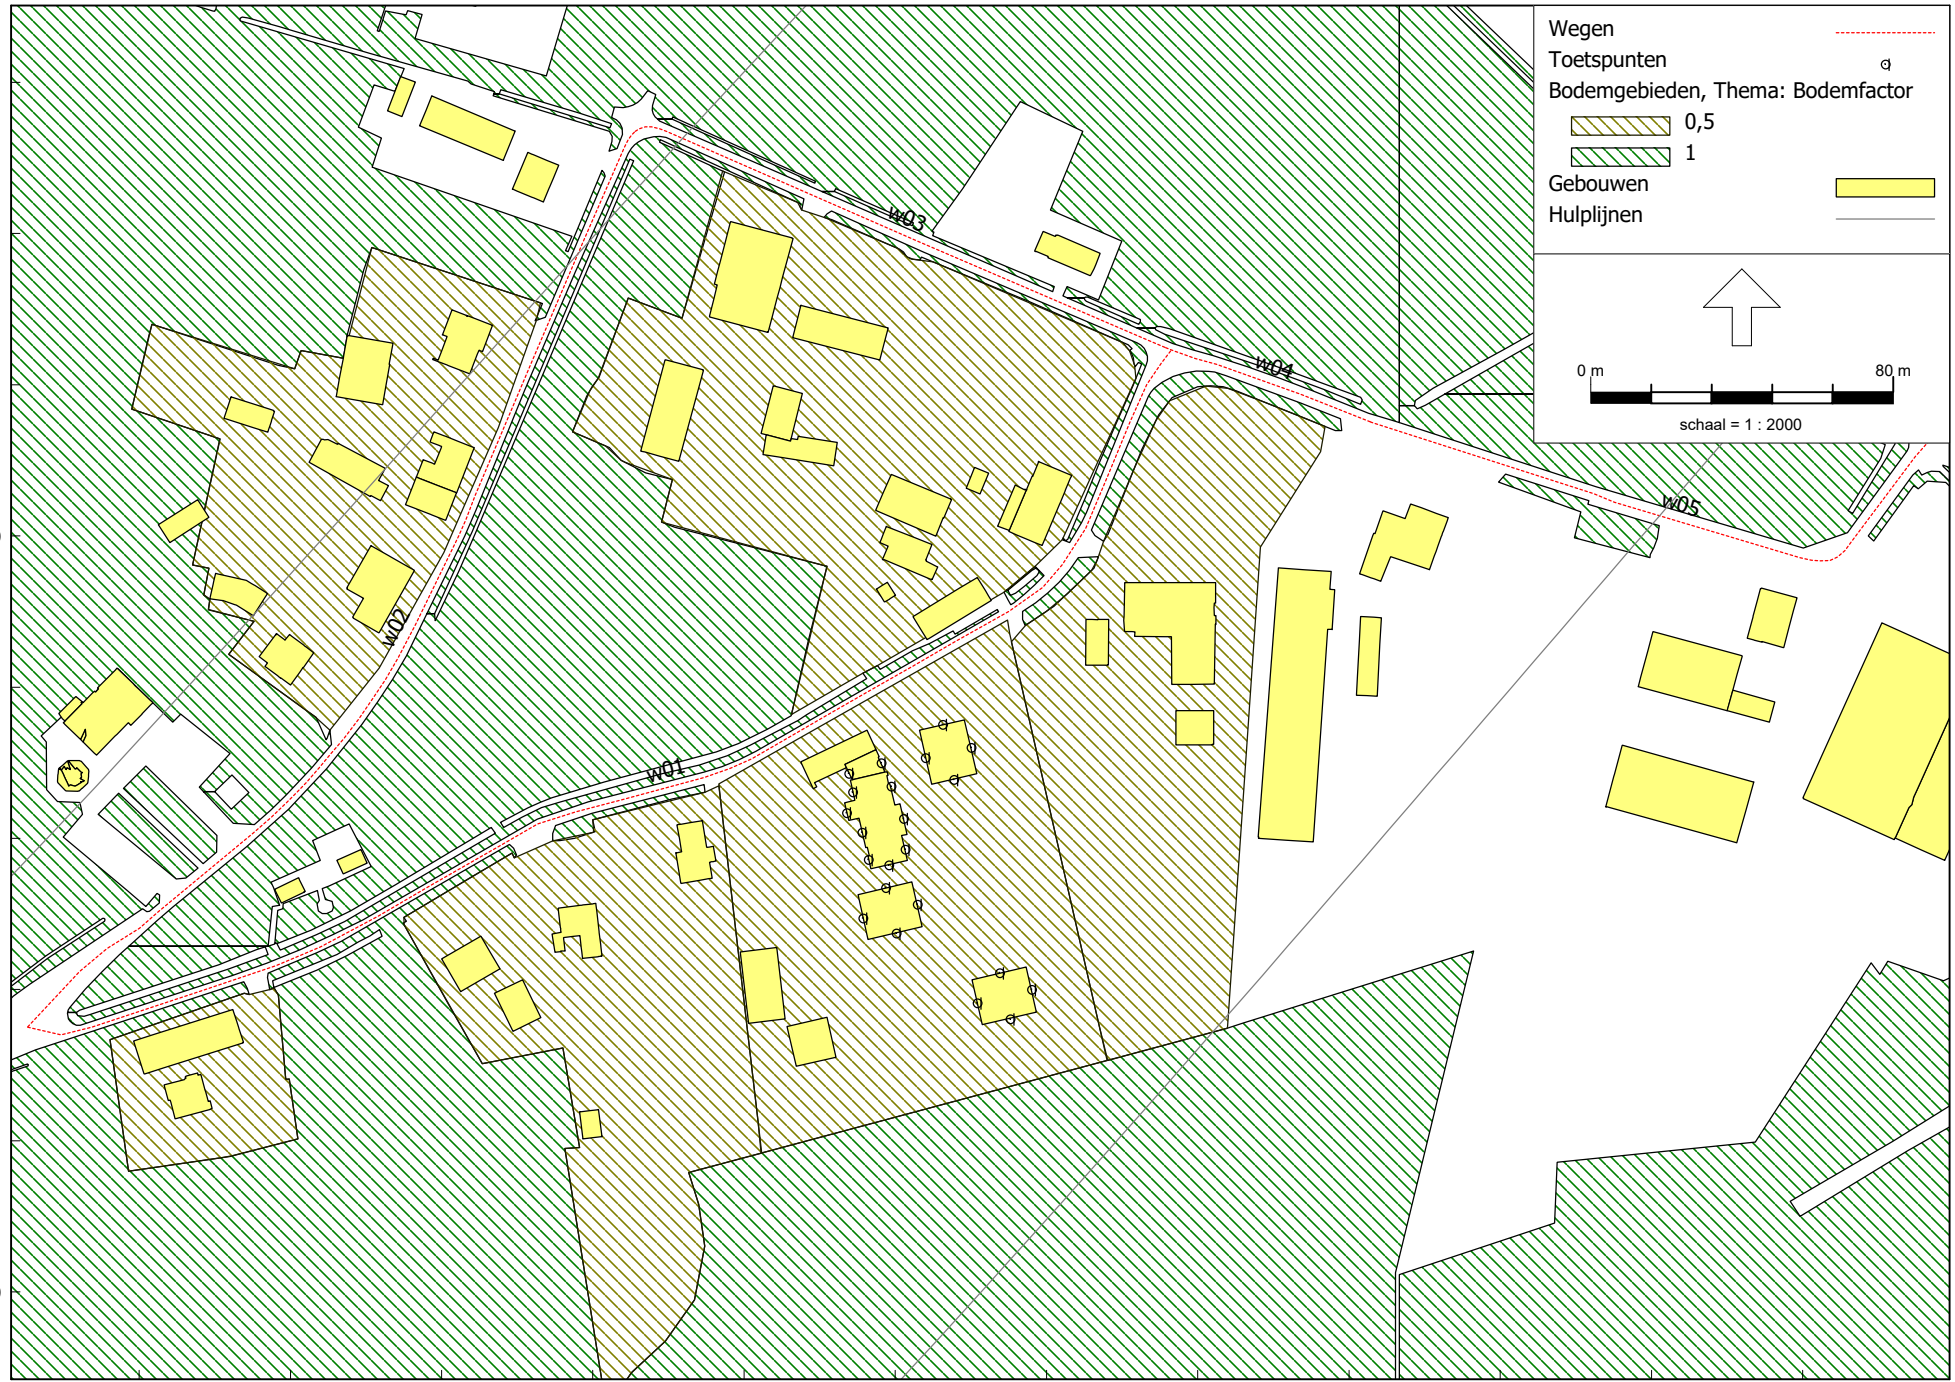 Wegen
Toetspunten
Bodemgebieden, Thema: Bodemfactor
0,5
1
Gebouwen
Hulplijnen
0 m 80 m
schaal = 1 : 2000
w03
w04
w05
w02
w01